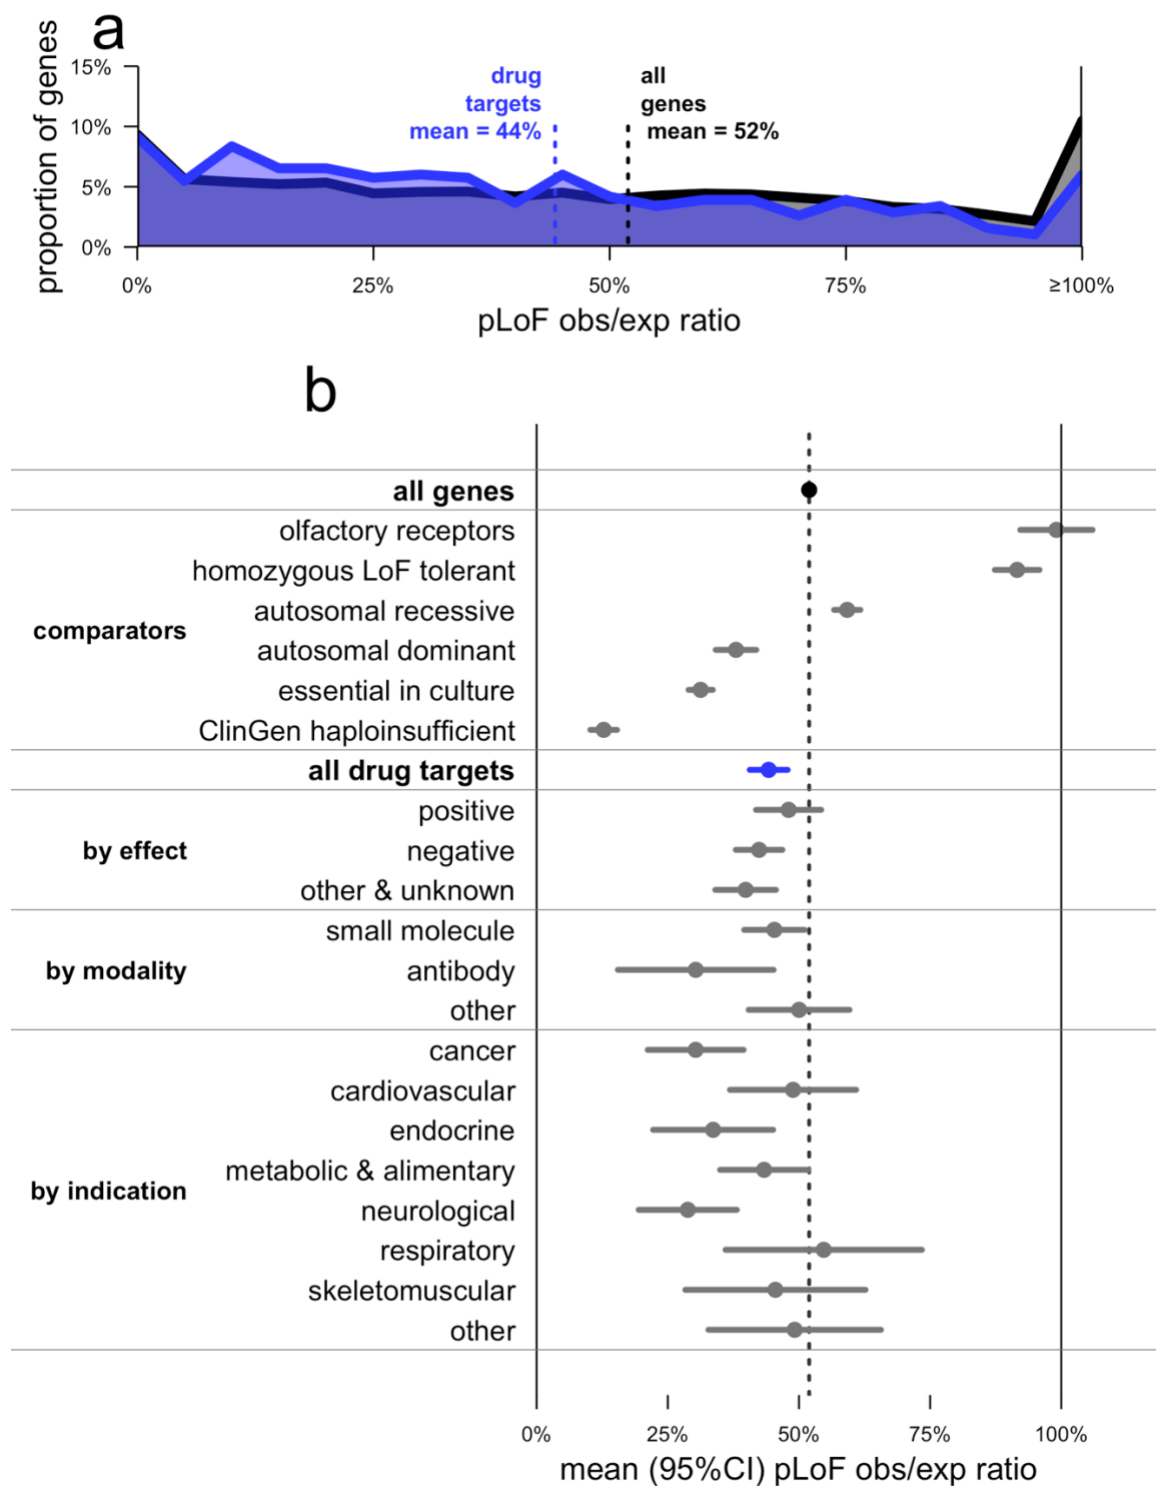 a
proportion of genes
15%
10%
5%
0%
drug
targets
mean = 44%
all
genes
mean = 52%
0%
25%
50%
75%
≥100%
pLoF obs/exp ratio
b
all genes
comparators
olfactory receptors
homozygous LoF tolerant
autosomal recessive
autosomal dominant
essential in culture
ClinGen haploinsufficient
all drug targets
by effect
positive
negative
other & unknown
by modality
small molecule
antibody
other
by indication
cancer
cardiovascular
endocrine
metabolic & alimentary
neurological
respiratory
skeletomuscular
other
0%
25%
50%
75%
100%
mean (95%CI) pLoF obs/exp ratio